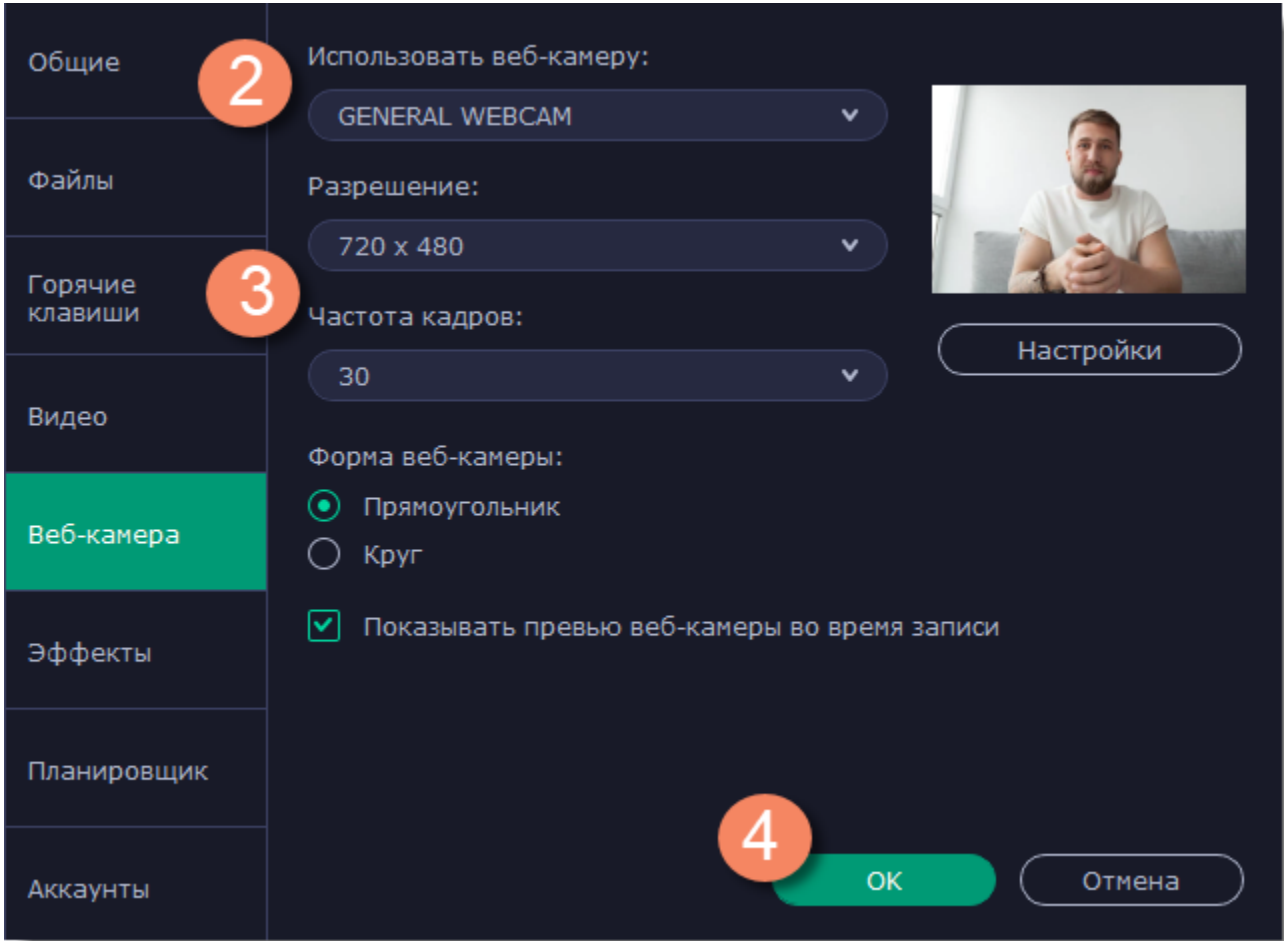 Общие
Файлы
Горячие
клавиши
Видео
Веб-камера
Эффекты
Планировщик
Аккаунты
2
Использовать веб-камеру:
GENERAL WEBCAM
Разрешение:
720 x 480
3
Частота кадров:
30
Настройки
Форма веб-камеры:
Прямоугольник
Круг
Показывать превью веб-камеры во время записи
4
OK
Отмена